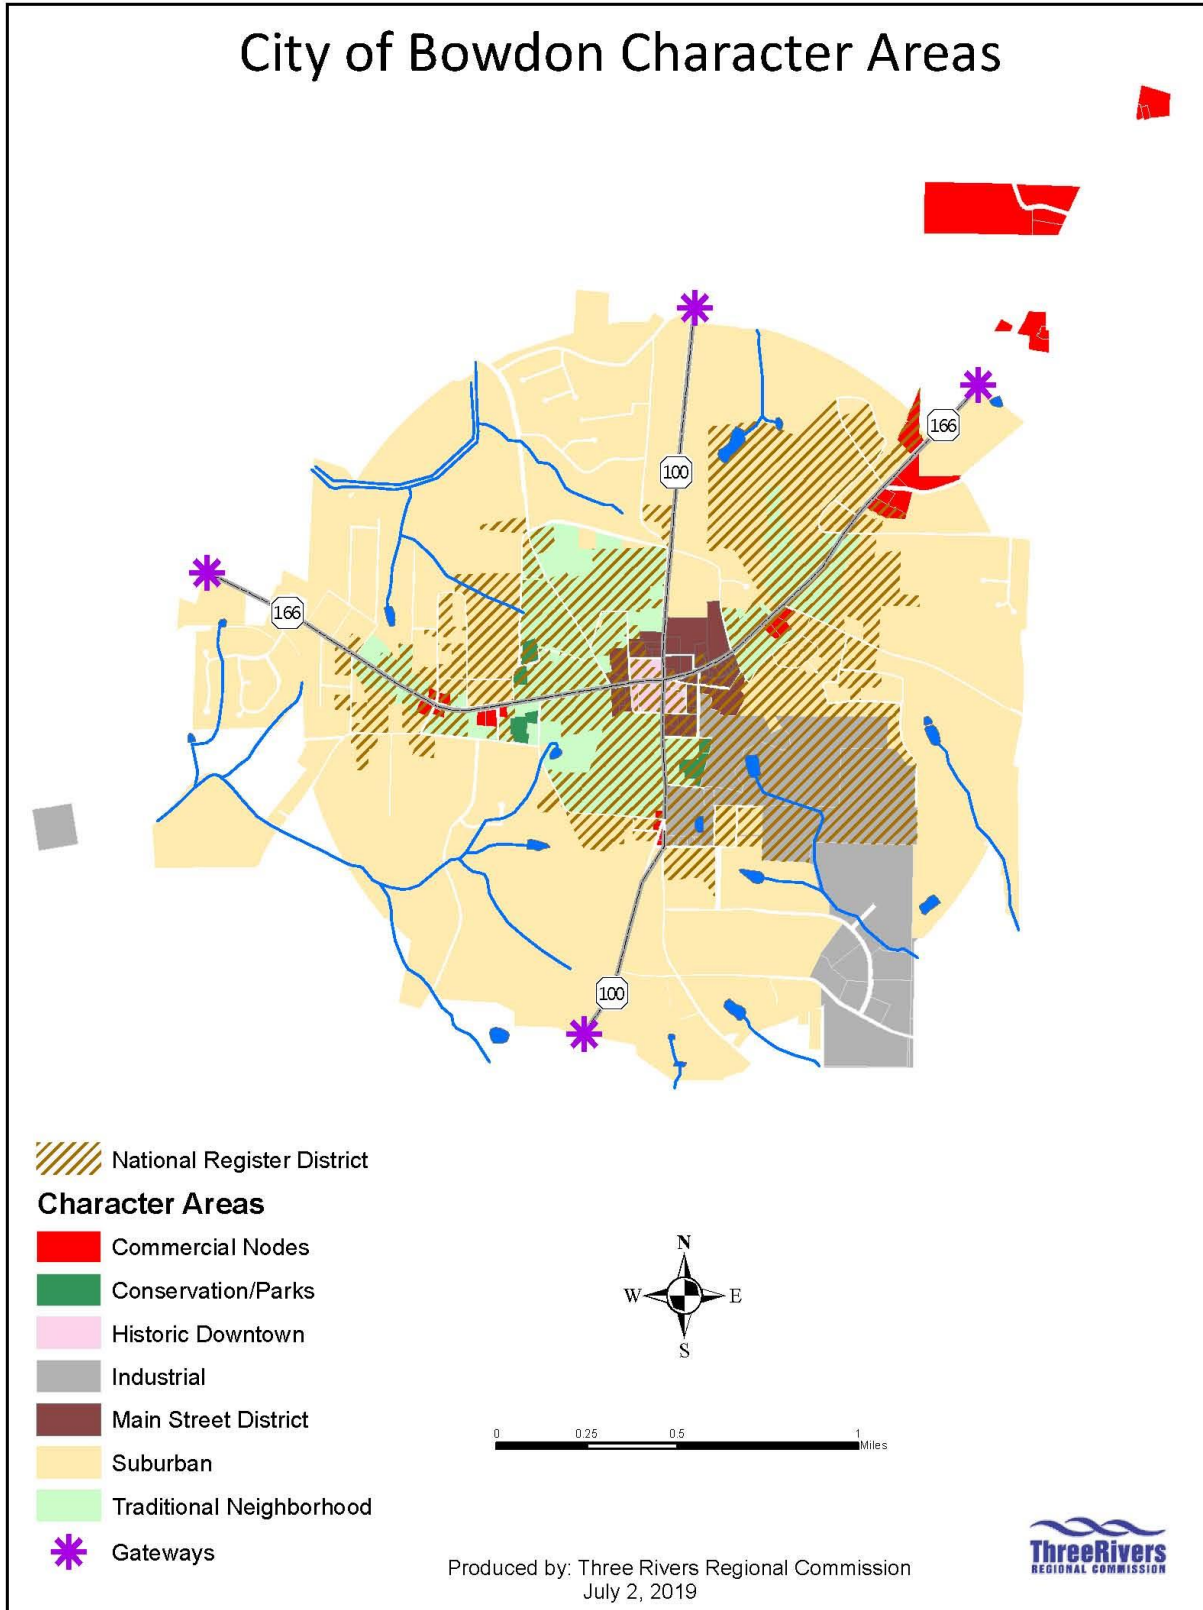 City of Bowdon Character Areas
166
100
166
100
National Register District
Character Areas
Commercial Nodes
Conservation/Parks
Historic Downtown
Industrial
Main Street District
Suburban
Traditional Neighborhood
Gateways
N
W E
S
0 0.25 0.5 1
Miles
Produced by: Three Rivers Regional Commission
July 2, 2019
ThreeRivers
REGIONAL COMMISSION